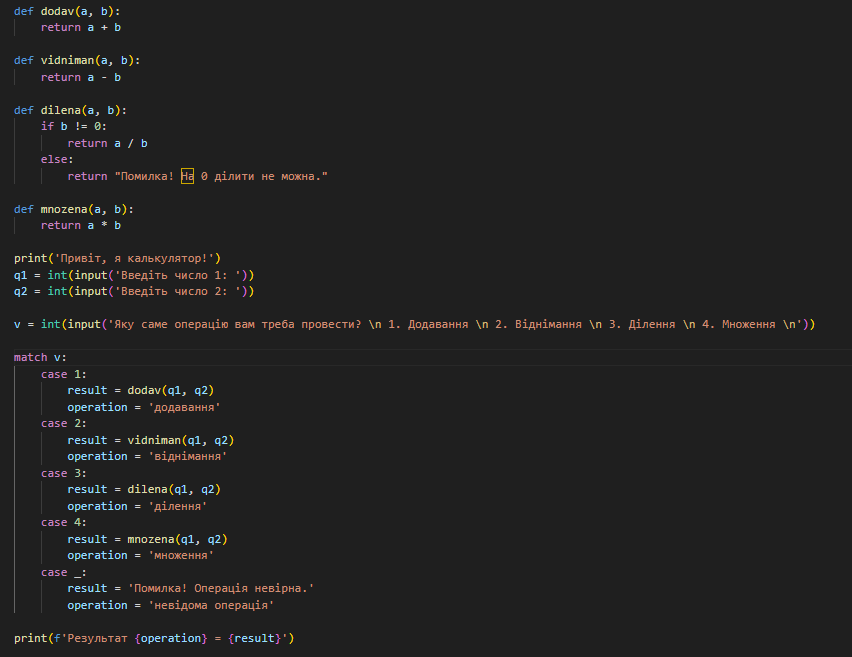 def dodav(a, b):
    return a + b
def vidniman(a, b):
    return a - b
def dilena(a, b):
    if b != 0:
        return a / b
    else:
        return "Помилка! На 0 ділити не можна."
def mnozena(a, b):
    return a * b
print('Привіт, я калькулятор!')
q1 = int(input('Введіть число 1: '))
q2 = int(input('Введіть число 2: '))
v = int(input('Яку саме операцію вам треба провести? \n 1. Додавання \n 2. Віднімання \n 3. Ділення \n 4. Множення \n'))
match v:
    case 1:
        result = dodav(q1, q2)
        operation = 'додавання'
    case 2:
        result = vidniman(q1, q2)
        operation = 'віднімання'
    case 3:
        result = dilena(q1, q2)
        operation = 'ділення'
    case 4:
        result = mnozena(q1, q2)
        operation = 'множення'
    case _:
        result = 'Помилка! Операція невірна.'
        operation = 'невідома операція'
print(f'Результат {operation} = {result}')